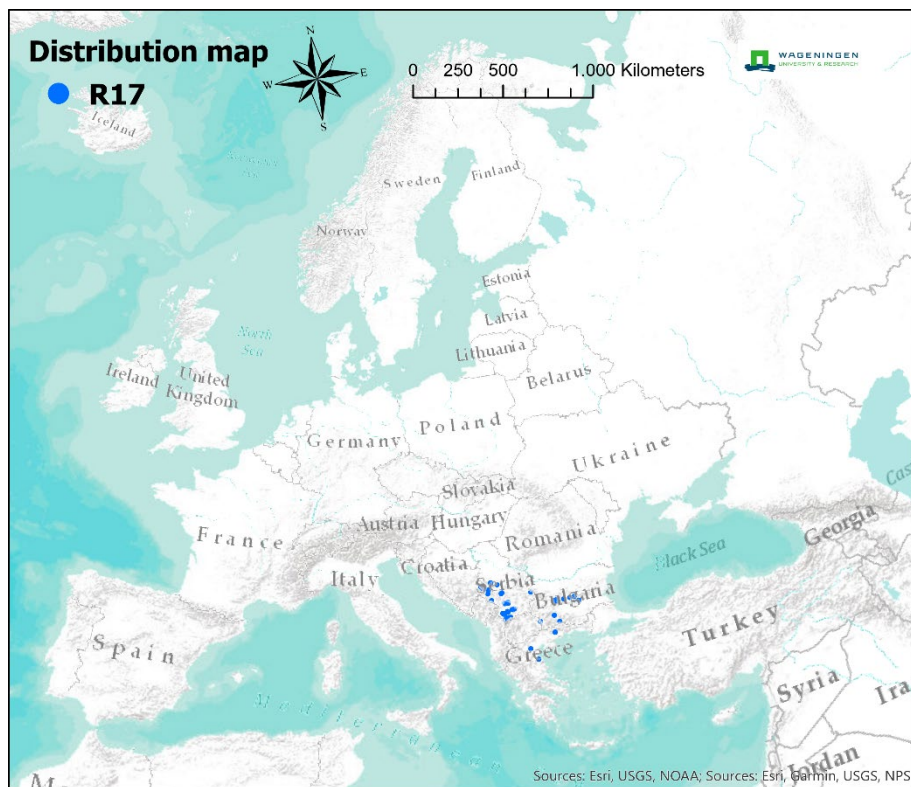 Distribution map
R17
N
W
E
S
0 250 500 1.000 Kilometers
WAGENINGEN
UNIVERSITY & RESEARCH
Iceland
Sweden
Finland
Norway
Estonia
Latvia
Lithuania
North
Sea
Ireland
United
Kingdom
Belarus
Poland
Germany
Ukraine
Slovakia
Cas
Austria
Hungary
France
Romania
Georgia
Croatia
Black Sea
Italy
Serbia
Bulgaria
Spain
Turkey
Greece
Syria
Ira
Mediterranean
M
Jordan
Sources: Esri, USGS, NOAA; Sources: Esri, Garmin, USGS, NPS